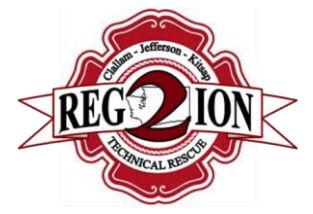 Clallam - Jefferson - Kitsap
REG2ION
TECHNICAL RESCUE